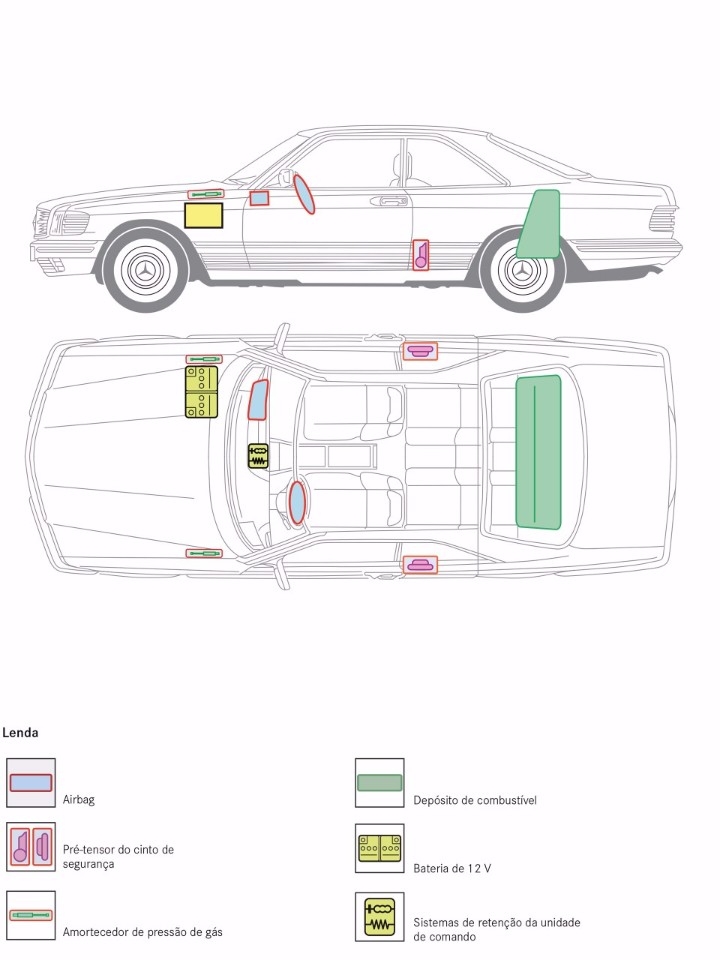 Lenda
Airbag
Pré-tensor do cinto de
segurança
Amortecedor de pressão de gás
Depósito de combustível
Bateria de 12 V
Sistemas de retenção da unidade
de comando